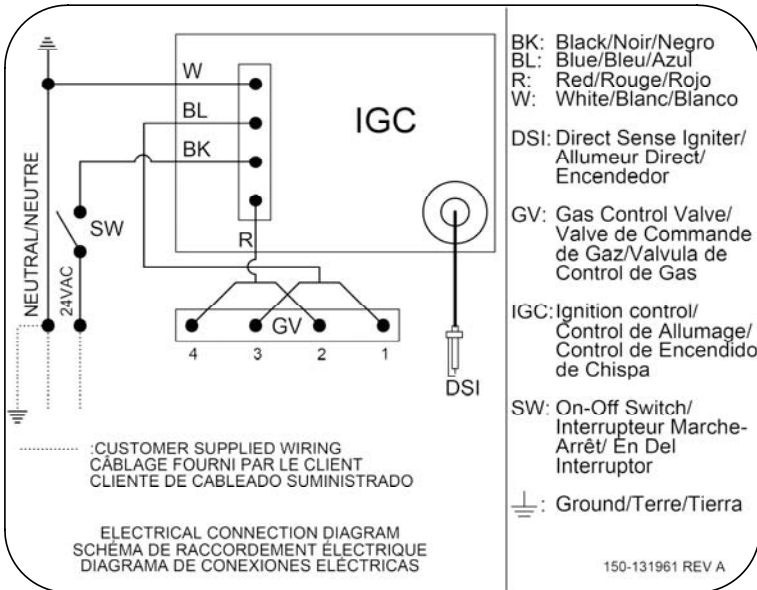 W
BL
BK
R
IGC
NEUTRAL/NEUTRE
24VAC
SW
GV
4 3 2 1
DSI
:CUSTOMER SUPPLIED WIRING
CÂBLAGE FOURNI PAR LE CLIENT
CLIENTE DE CABLEADO SUMINISTRADO
ELECTRICAL CONNECTION DIAGRAM
SCHÉMA DE RACCORDEMENT ÉLECTRIQUE
DIAGRAMA DE CONEXIONES ELÉCTRICAS
BK: Black/Noir/Negro
BL: Blue/Bleu/Azul
R: Red/Rouge/Rojo
W: White/Blanc/Blanco
DSI: Direct Sense Igniter/
Allumeur Direct/
Encendedor
GV: Gas Control Valve/
Valve de Commande
de Gaz/Valvula de
Control de Gas
IGC: Ignition control/
Control de Allumage/
Control de Encendido
de Chispa
SW: On-Off Switch/
Interrupteur Marche-
Arrêt/ En Del
Interruptor
: Ground/Terre/Tierra
150-131961 REV A